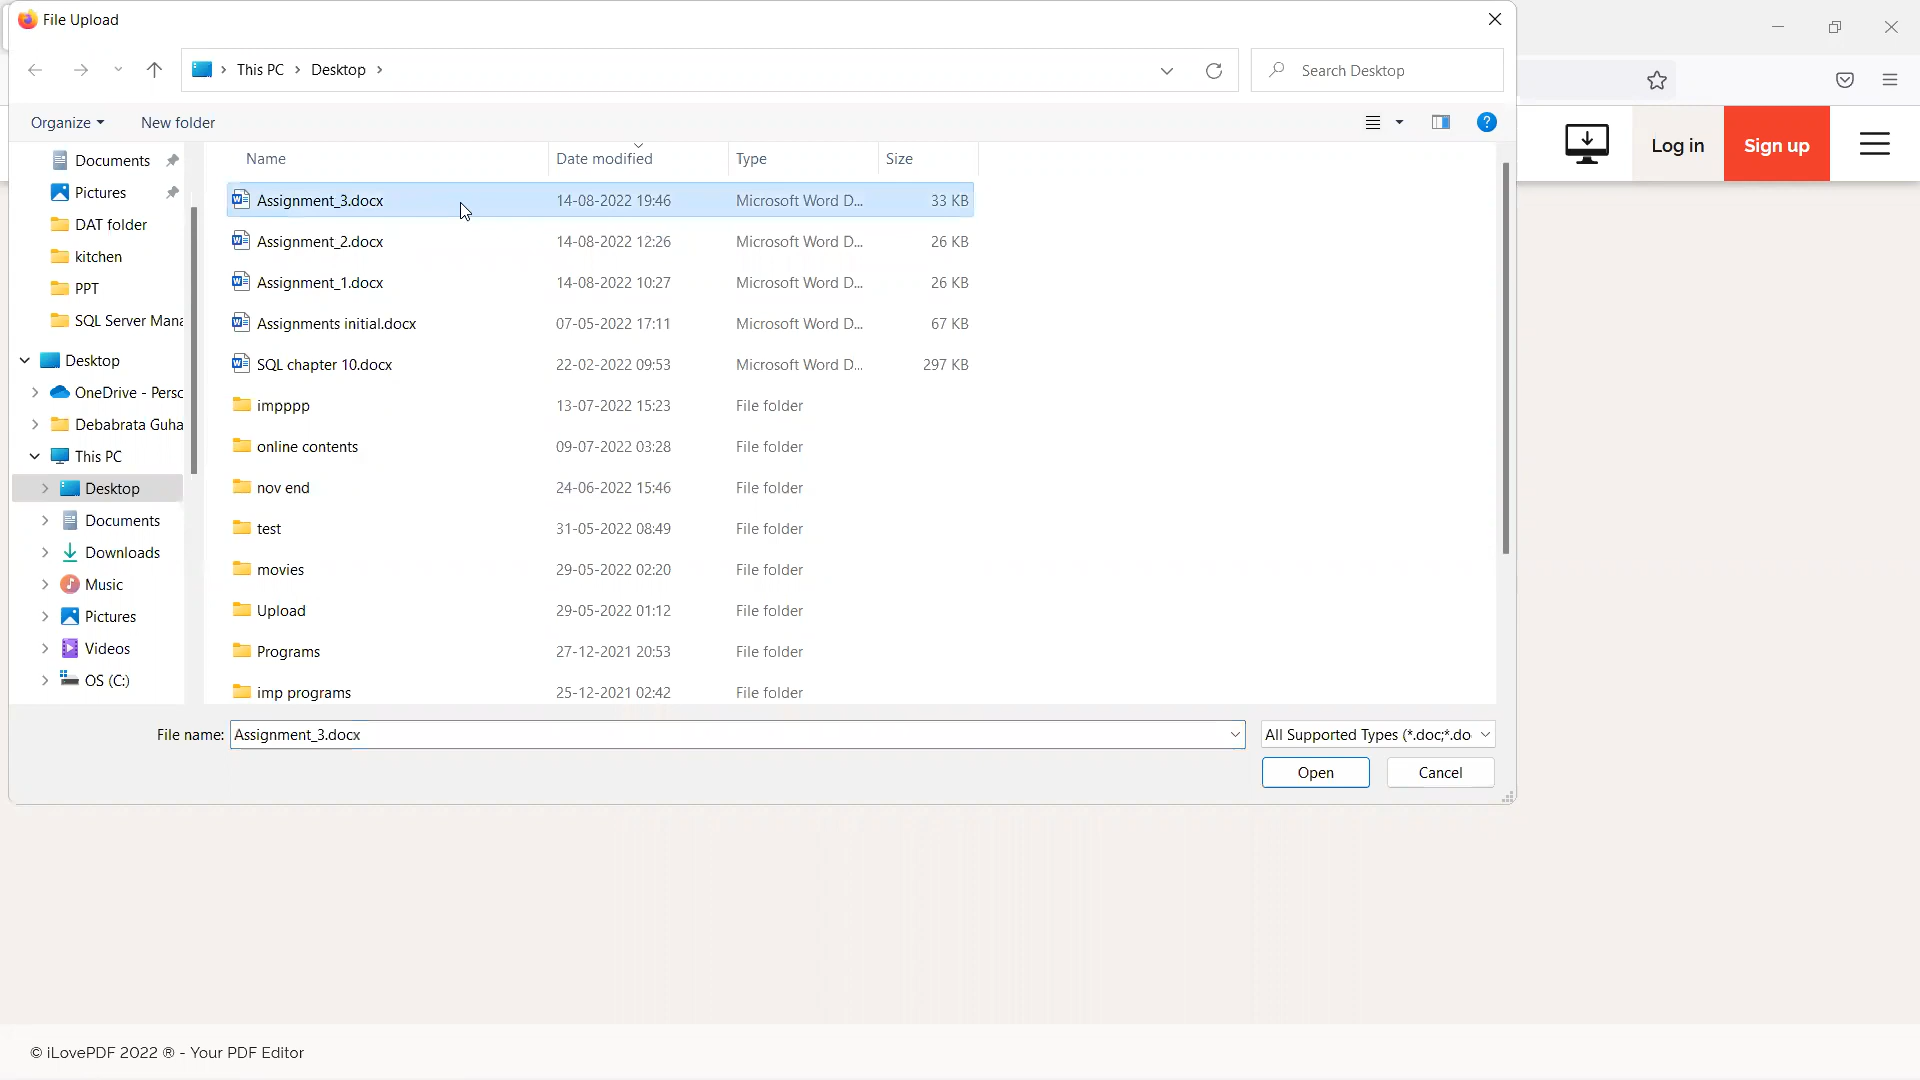 File Upload
This PC
Desktop
Search Desktop
Organize
New folder
Log in
Sign up
Name
Date modified
Type
Size
Documents
Pictures
DAT folder
kitchen
PPT
SQL Server Mana
Desktop
OneDrive - Perso
Debabrata Guha
This PC
Desktop
Documents
Downloads
Music
Pictures
Videos
OS (C:)
Assignment_3.docx 14-08-2022 19:46 Microsoft Word D... 33 KB
Assignment_2.docx 14-08-2022 12:26 Microsoft Word D... 26 KB
Assignment_1.docx 14-08-2022 10:27 Microsoft Word D... 26 KB
Assignments initial.docx 07-05-2022 17:11 Microsoft Word D... 67 KB
SQL chapter 10.docx 22-02-2022 09:53 Microsoft Word D... 297 KB
impppp 13-07-2022 15:23 File folder
online contents 09-07-2022 03:28 File folder
nov end 24-06-2022 15:46 File folder
test 31-05-2022 08:49 File folder
movies 29-05-2022 02:20 File folder
Upload 29-05-2022 01:12 File folder
Programs 27-12-2021 20:53 File folder
imp programs 25-12-2021 02:42 File folder
File name: Assignment_3.docx
All Supported Types (*.doc;*.do
Open
Cancel
© iLovePDF 2022 ® - Your PDF Editor